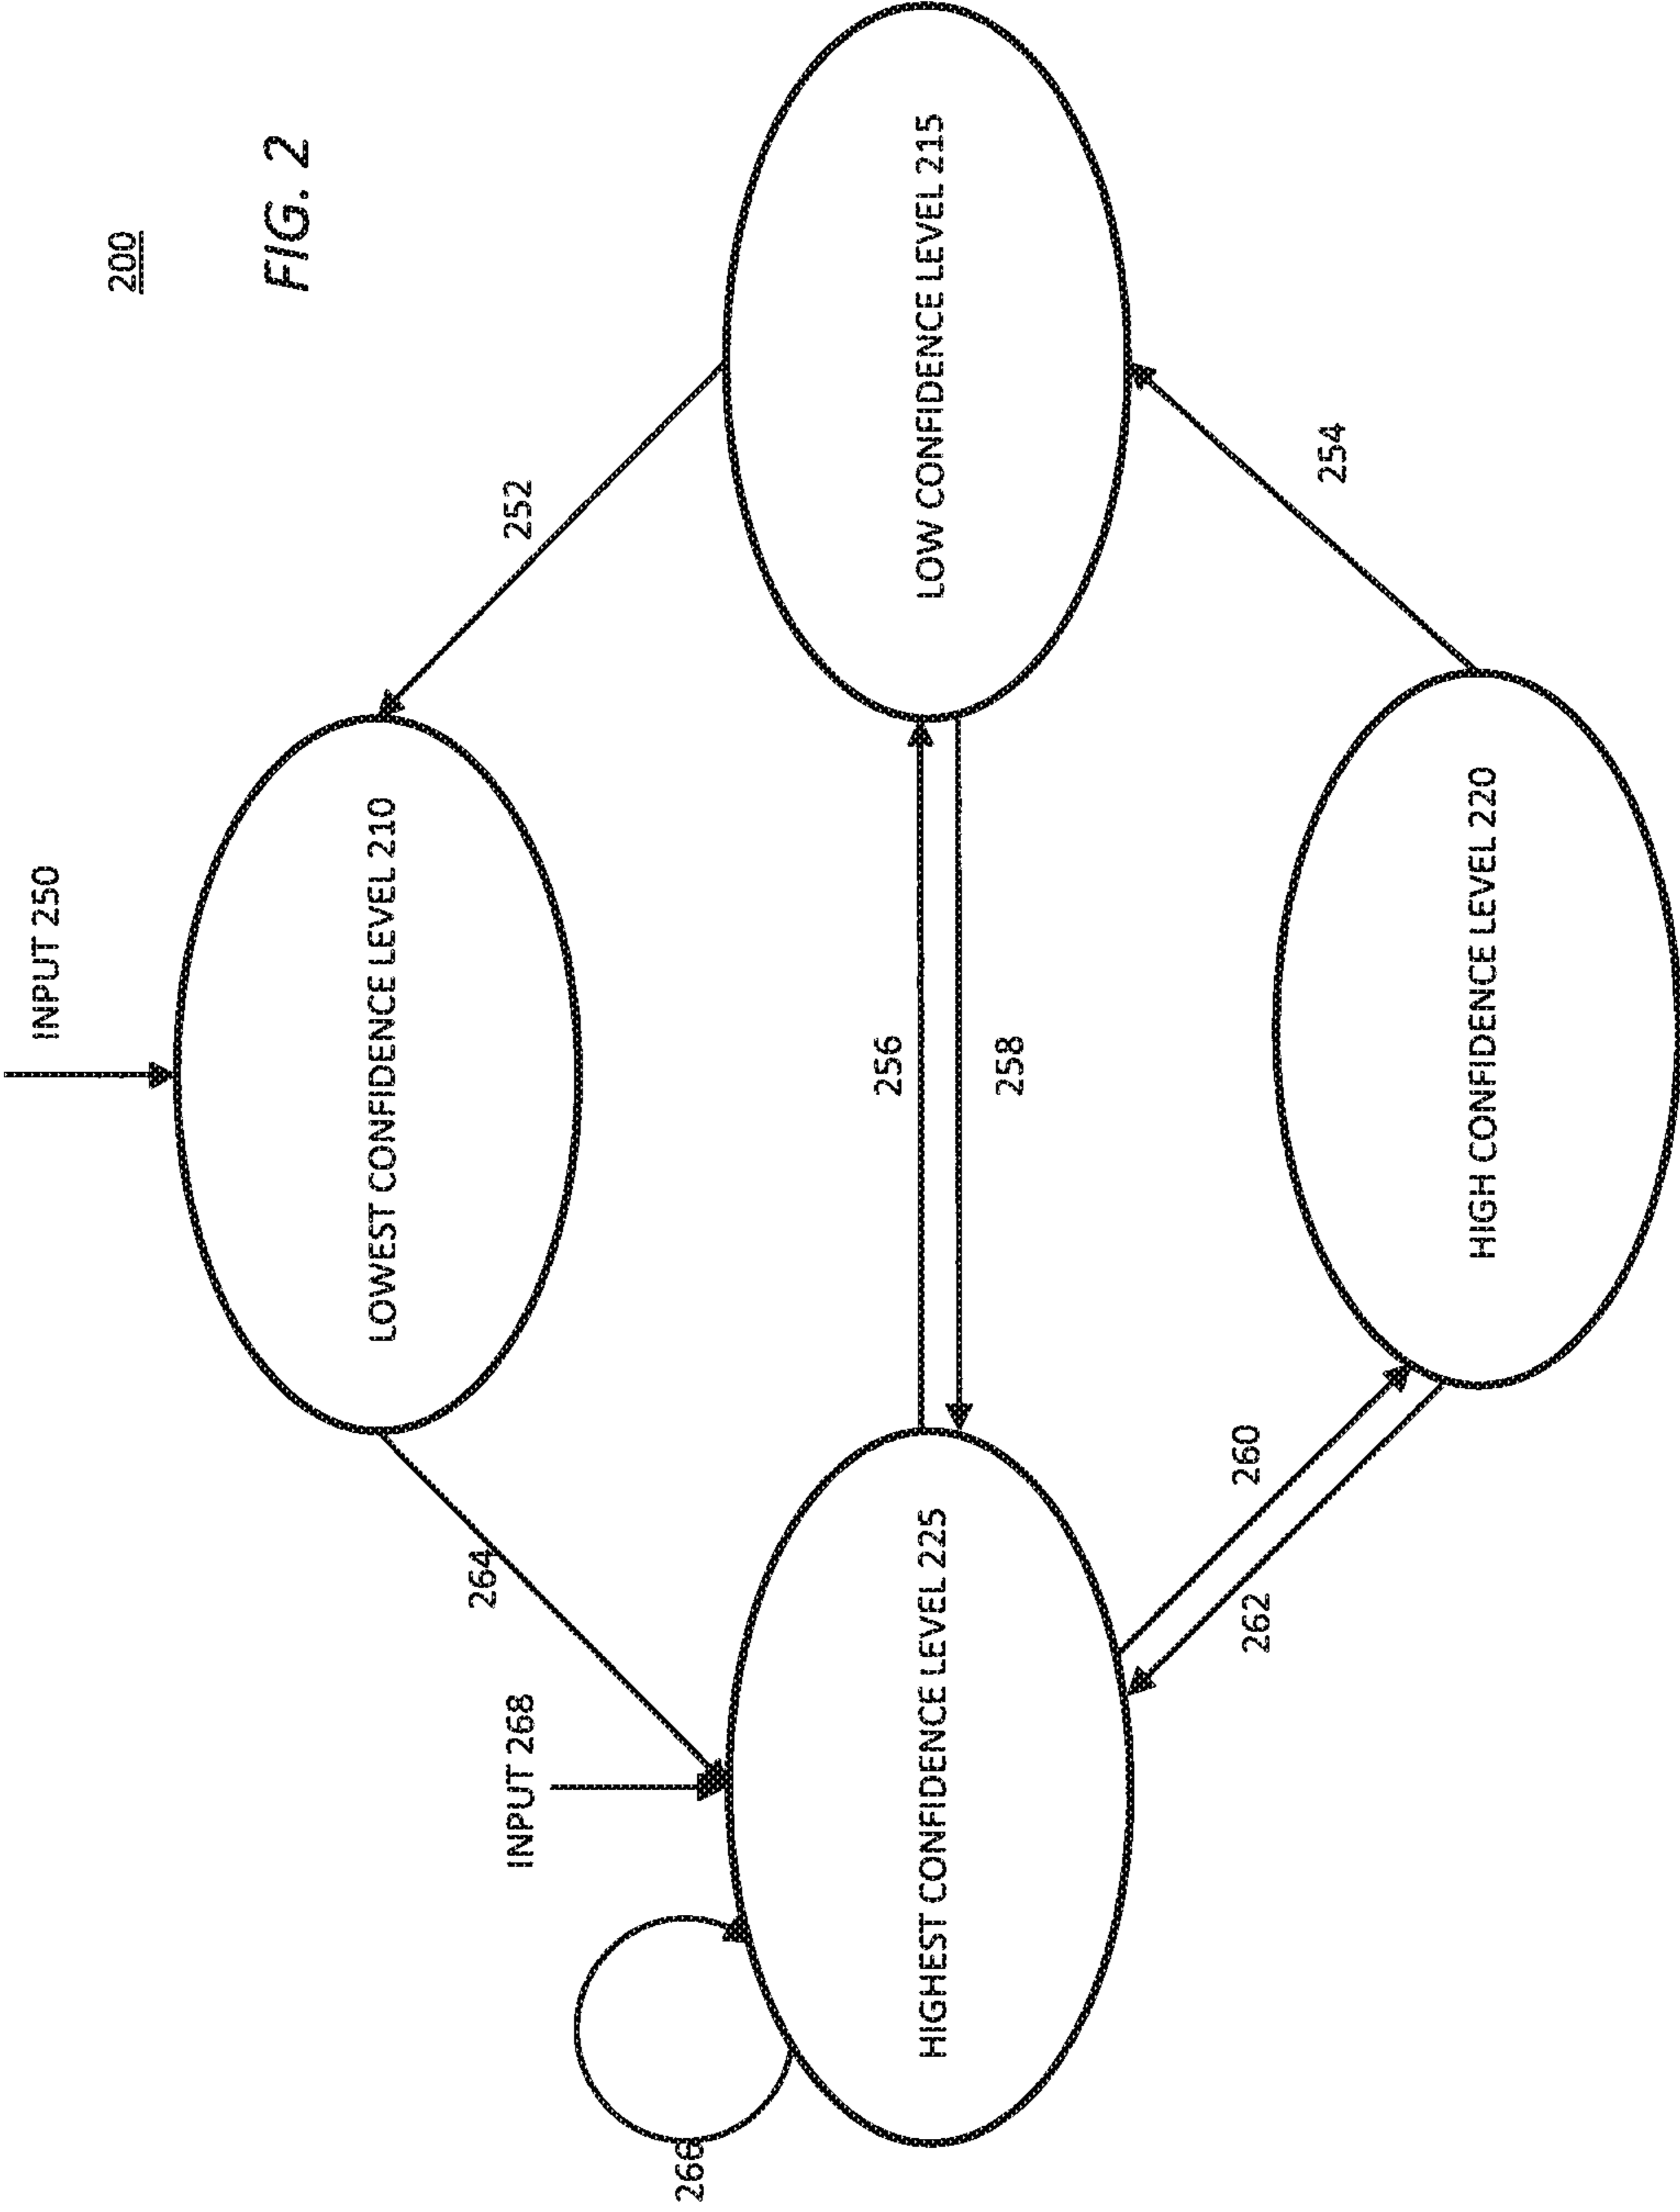 INPUT 250
200
FIG. 2
LOWEST CONFIDENCE LEVEL 210
264
252
INPUT 268
266
256
HIGHEST CONFIDENCE LEVEL 225
LOW CONFIDENCE LEVEL 215
258
262
260
254
HIGH CONFIDENCE LEVEL 220